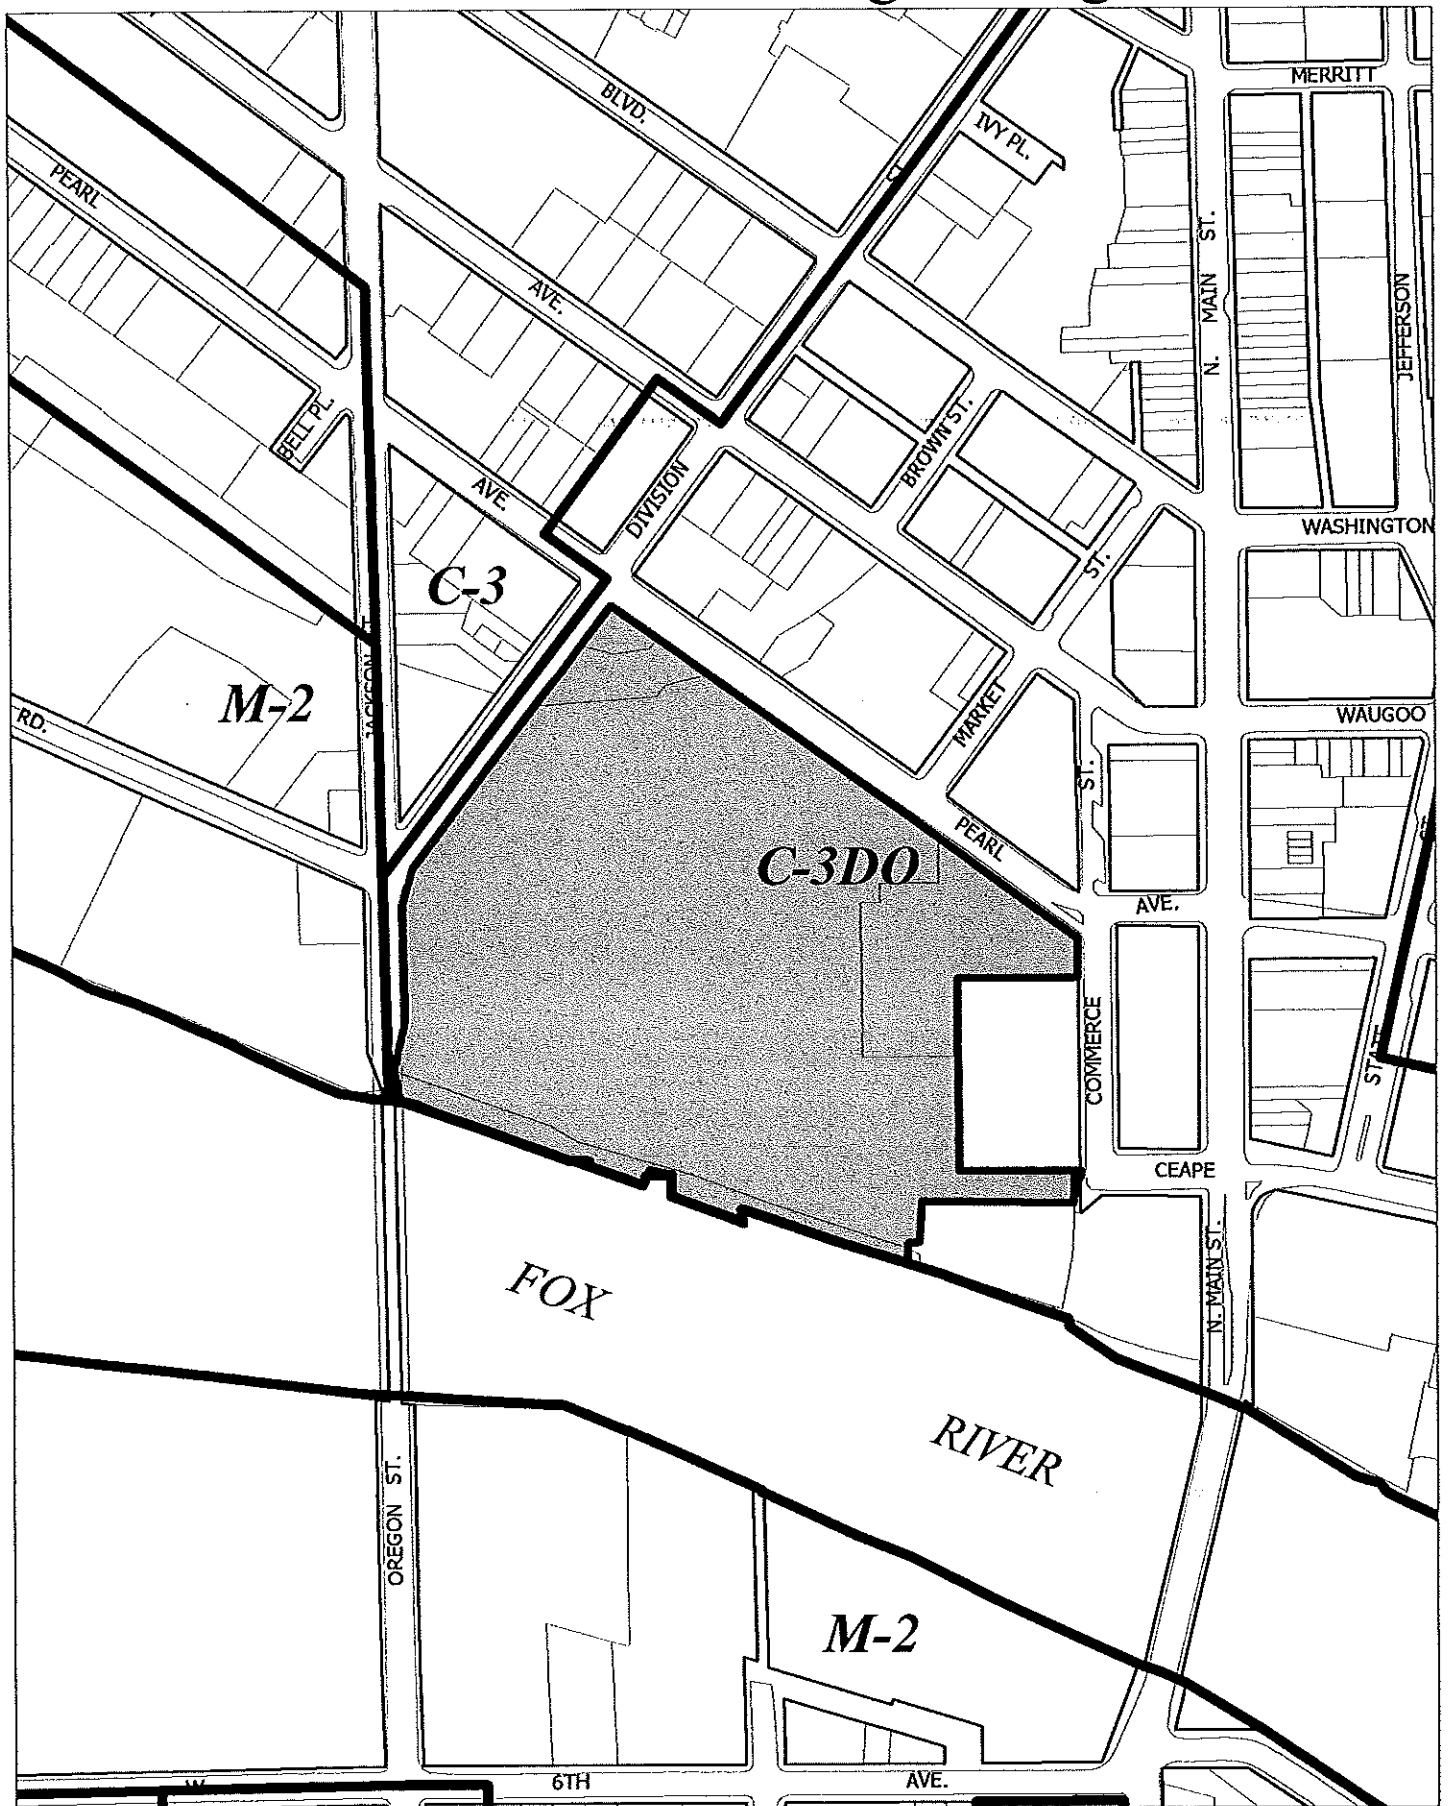 MERRITT
BLVD.
IVY PL.
ST.
PEARL
N. MAIN ST.
JEFFERSON
AVE.
BELL PL.
BROWN ST.
AVE.
DIVISION
WASHINGTON
ST.
C-3
JACKSON
M-2
RD.
MARKET
WAUGOO
ST.
PEARL
C-3DO
AVE.
COMMERCE
STATE
CEAPE
N. MAIN ST.
FOX
RIVER
OREGON ST.
M-2
W
6TH
AVE.